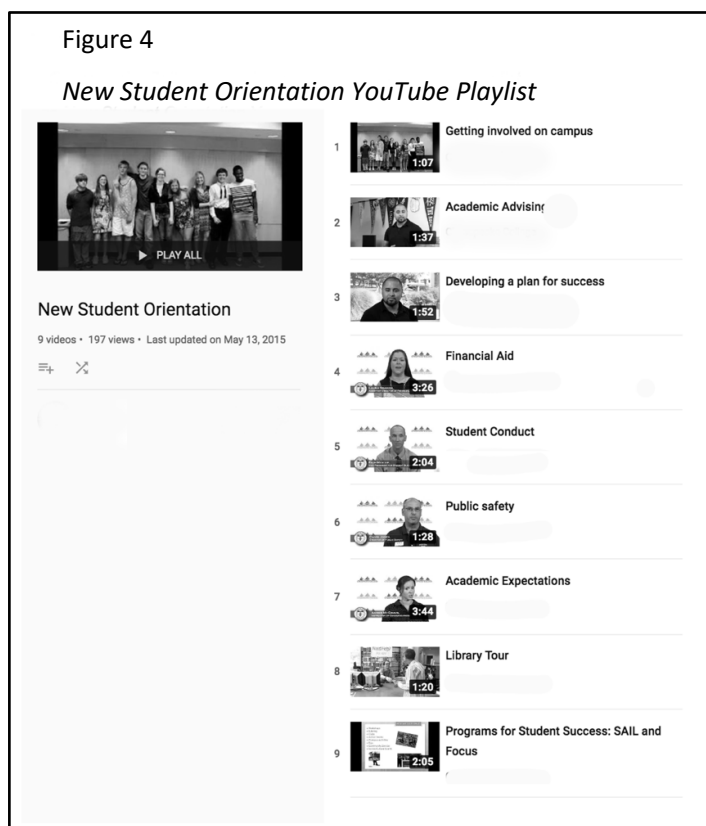 Figure 4
New Student Orientation YouTube Playlist
PLAY ALL
New Student Orientation
9 videos • 197 views • Last updated on May 13, 2015
1
Getting involved on campus
1:07
2
Academic Advising
1:37
3
Developing a plan for success
1:52
4
Financial Aid
3:26
5
Student Conduct
2:04
6
Public safety
1:28
7
Academic Expectations
3:44
8
Library Tour
1:20
9
Programs for Student Success: SAIL and
Focus
2:05